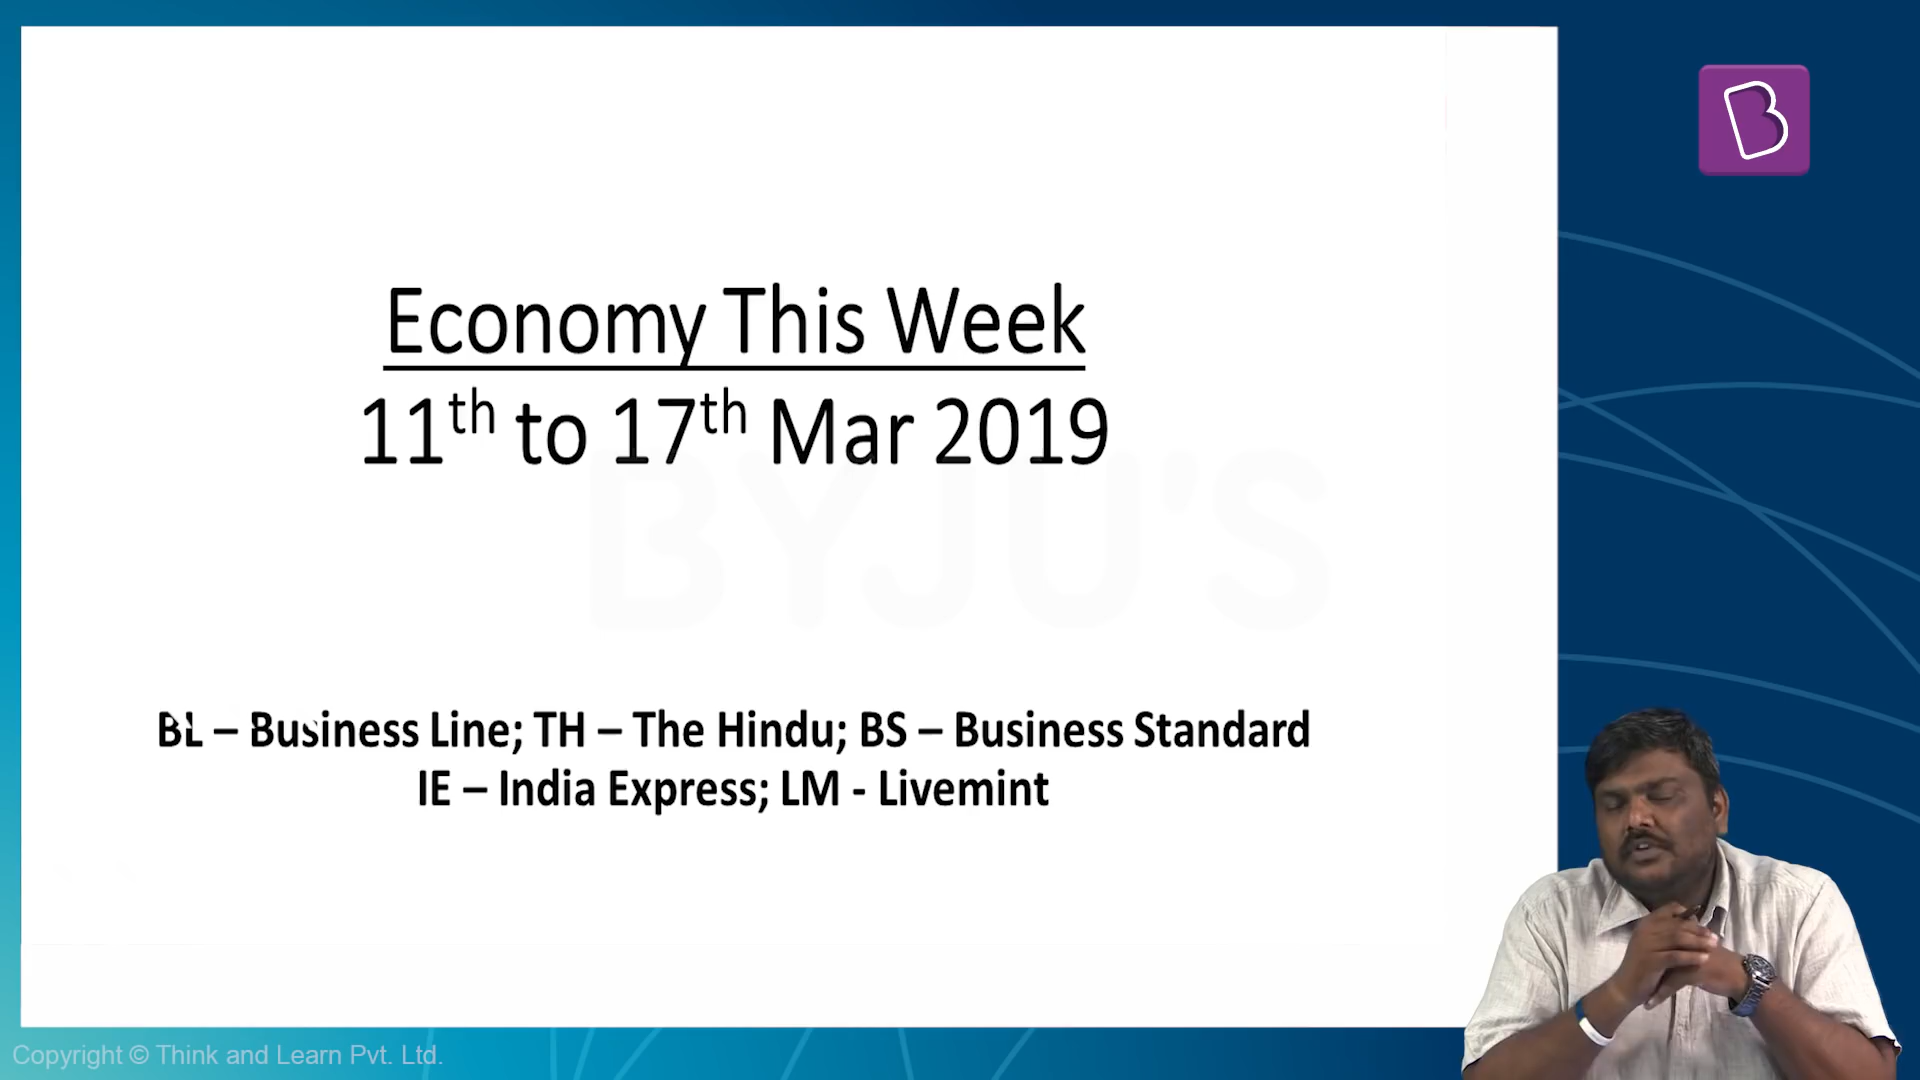 Economy This Week
11th to 17th Mar 2019
BYJU'S
BL – Business Line; TH – The Hindu; BS – Business Standard
IE – India Express; LM - Livemint
Copyright © Think and Learn Pvt. Ltd.